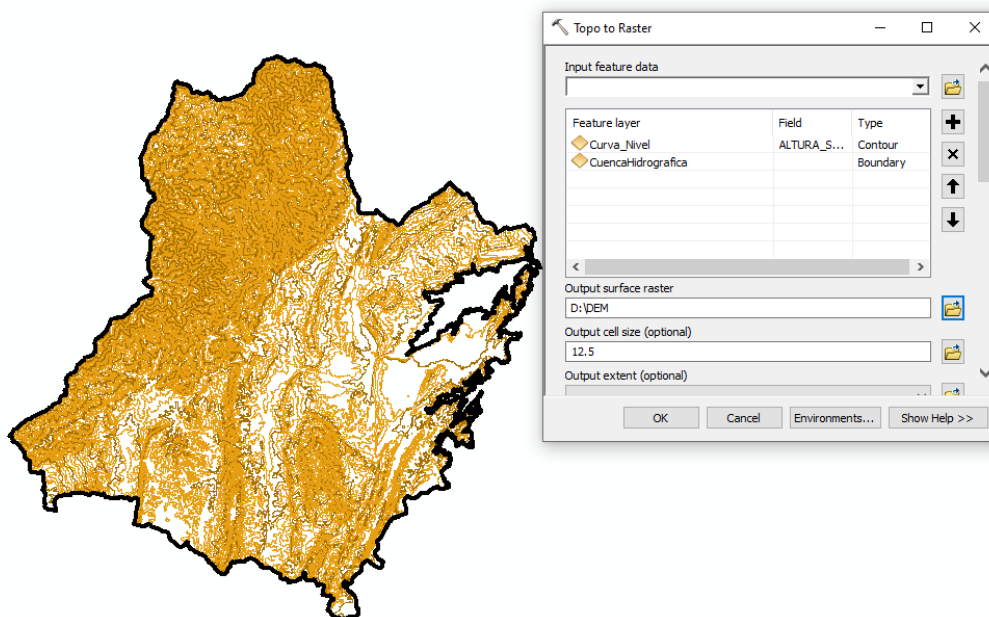 Topo to Raster
Input feature data
Feature layer Field Type
Curva_Nivel ALTURA_S... Contour
CuencaHidrografica Boundary
Output surface raster
D:\DEM
Output cell size (optional)
12.5
Output extent (optional)
OK Cancel Environments... Show Help >>